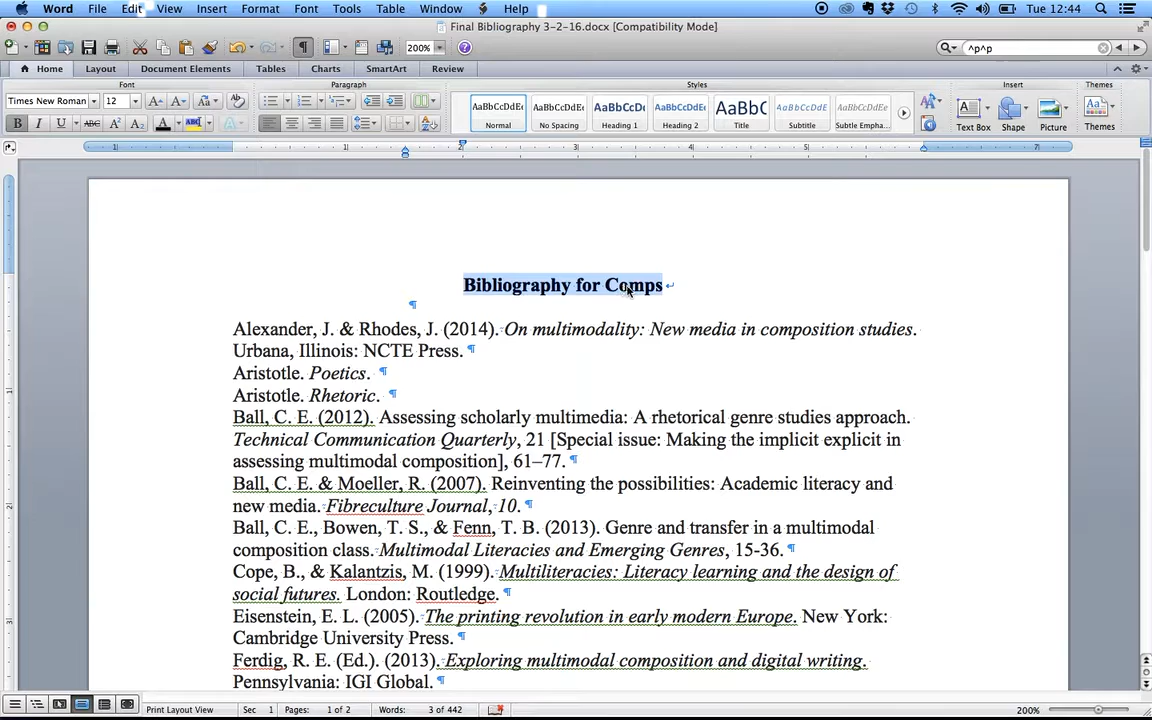 Word File Edit View Insert Format Font Tools Table Window Help Tue 12:44
Final Bibliography 3-2-16.docx [Compatibility Mode]
200% ^p^p
Home Layout Document Elements Tables Charts SmartArt Review
Font Paragraph Styles Insert Themes
Times New Roman 12 A A Aa Abc
AaBbCcDdEe AaBbCcDdEe AaBbCcDc AaBbCcDdEe AaBbC AaBbCcDdE AaBbCcDdEe
B I U ABC A² A₂ A ABC A
Normal No Spacing Heading 1 Heading 2 Title Subtitle Subtle Empha... Text Box Shape Picture Themes
Bibliography for Comps
¶
Alexander, J. & Rhodes, J. (2014). On multimodality: New media in composition studies.
Urbana, Illinois: NCTE Press. ¶
Aristotle. Poetics. ¶
Aristotle. Rhetoric. ¶
Ball, C. E. (2012). Assessing scholarly multimedia: A rhetorical genre studies approach.
Technical Communication Quarterly, 21 [Special issue: Making the implicit explicit in
assessing multimodal composition], 61–77. ¶
Ball, C. E. & Moeller, R. (2007). Reinventing the possibilities: Academic literacy and
new media. Fibreculture Journal, 10. ¶
Ball, C. E., Bowen, T. S., & Fenn, T. B. (2013). Genre and transfer in a multimodal
composition class. Multimodal Literacies and Emerging Genres, 15-36. ¶
Cope, B., & Kalantzis, M. (1999). Multiliteracies: Literacy learning and the design of
social futures. London: Routledge. ¶
Eisenstein, E. L. (2005). The printing revolution in early modern Europe. New York:
Cambridge University Press. ¶
Ferdig, R. E. (Ed.). (2013). Exploring multimodal composition and digital writing.
Pennsylvania: IGI Global. ¶
Print Layout View Sec 1 Pages: 1 of 2 Words: 3 of 442 200%